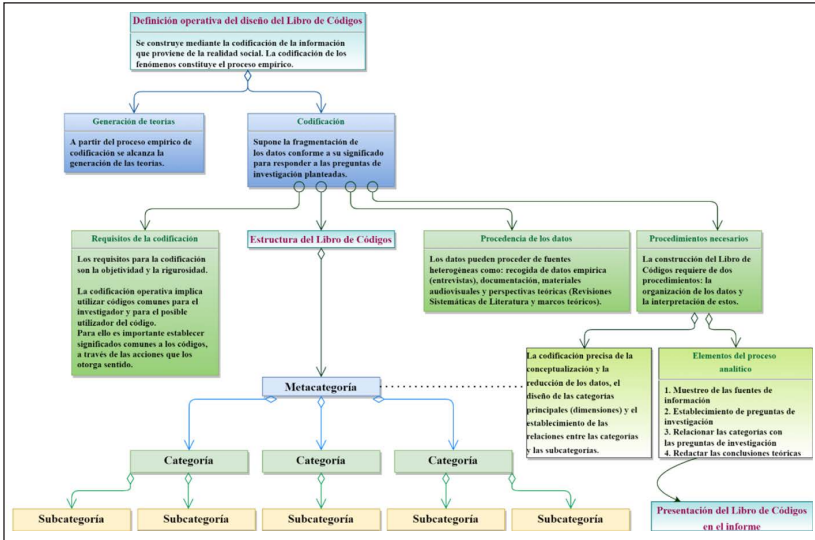 Definición operativa del diseño del Libro de Códigos
Se construye mediante la codificación de la información
que proviene de la realidad social. La codificación de los
fenómenos constituye el proceso empírico.
Generación de teorías
A partir del proceso empírico de
codificación se alcanza la
generación de las teorías.
Codificación
Supone la fragmentación de
los datos conforme a su significado
para responder a las preguntas de
investigación planteadas.
Requisitos de la codificación
Los requisitos para la codificación
son la objetividad y la rigurosidad.
La codificación operativa implica
utilizar códigos comunes para el
investigador y para el posible
utilizador del código.
Para ello es importante establecer
significados comunes a los códigos,
a través de las acciones que los
otorga sentido.
Estructura del Libro de Códigos
Procedencia de los datos
Los datos pueden proceder de fuentes
heterogéneas como: recogida de datos empírica
(entrevistas), documentación, materiales
audiovisuales y perspectivas teóricas (Revisiones
Sistemáticas de Literatura y marcos teóricos).
Procedimientos necesarios
La construcción del Libro de
Códigos requiere de dos
procedimientos: la
organización de los datos y
la interpretación de estos.
La codificación precisa de la
conceptualización y la
reducción de los datos, el
diseño de las categorías
principales (dimensiones) y el
establecimiento de las
relaciones entre las categorías
y las subcategorías.
Elementos del proceso
analítico
1. Muestreo de las fuentes de
información
2. Establecimiento de preguntas de
investigación
3. Relacionar las categorías con
las preguntas de investigación
4. Redactar las conclusiones teóricas
Metacategoría
Categoría
Categoría
Categoría
Subcategoría
Subcategoría
Subcategoría
Subcategoría
Subcategoría
Presentación del Libro de Códigos
en el informe